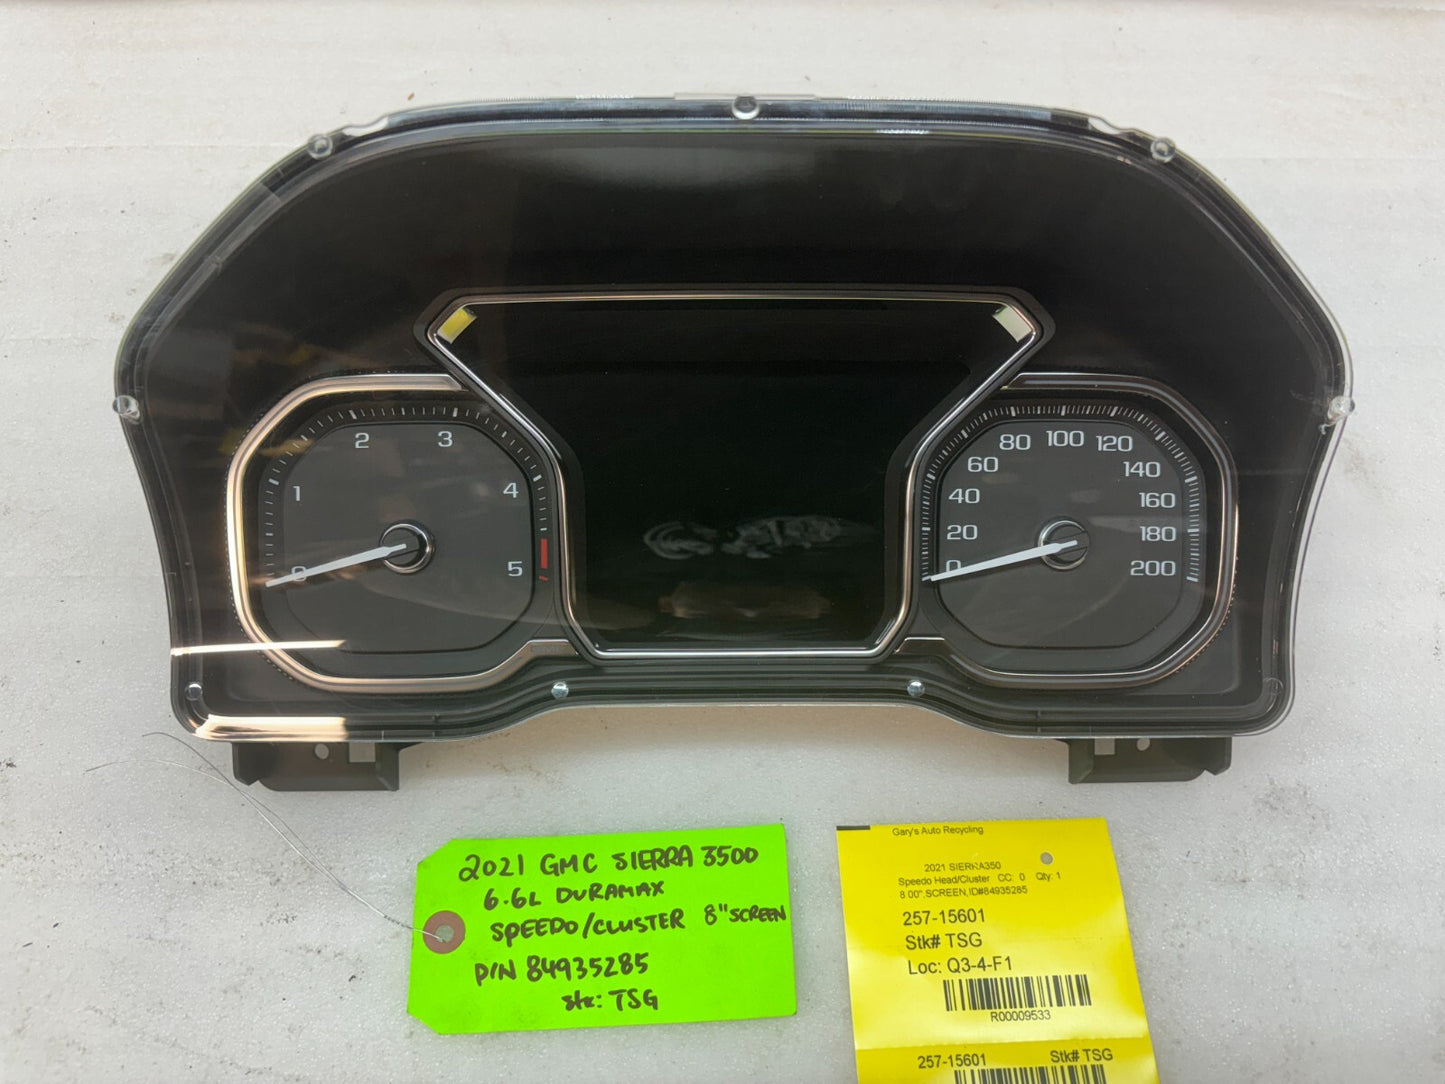 0
1
2
3
4
5
0
20
40
60
80
100
120
140
160
180
200
2021 GMC SIERRA 3500
6.6L DURAMAX
SPEEDO/CLUSTER 8" SCREEN
P/N 84935285
stk: TSG
Gary's Auto Recycling
2021 SIERRA350
Speedo Head/Cluster CC: 0 Qty: 1
8.00",SCREEN,ID#84935285
257-15601
Stk# TSG
Loc: Q3-4-F1
R00009533
257-15601 Stk# TSG